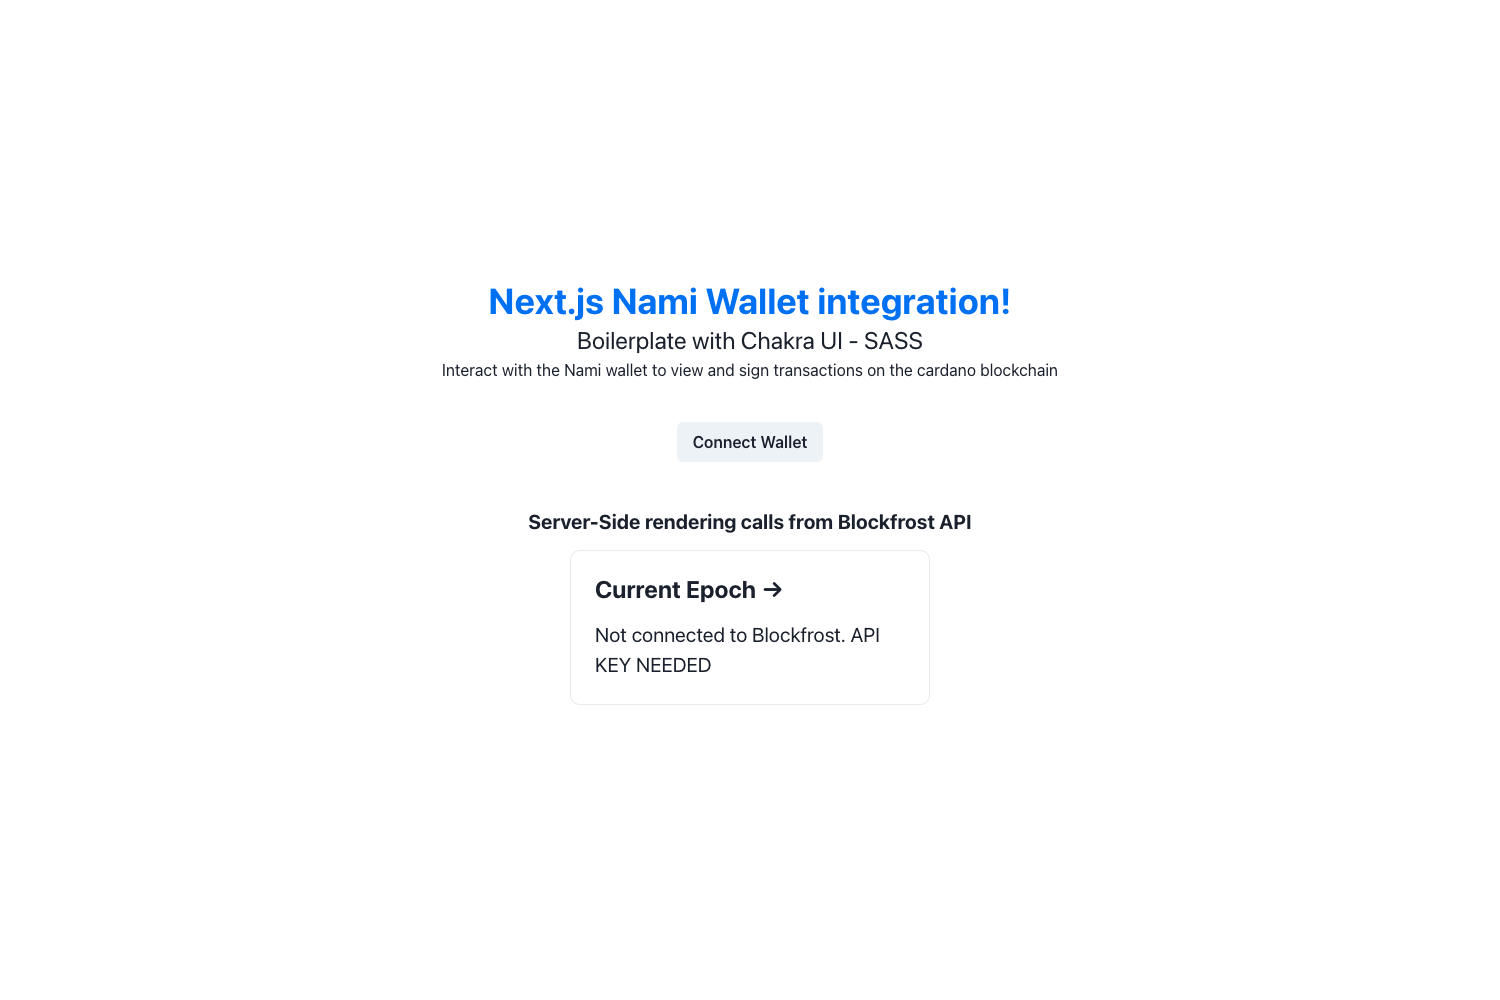 Next.js Nami Wallet integration!
Boilerplate with Chakra UI - SASS
Interact with the Nami wallet to view and sign transactions on the cardano blockchain
Connect Wallet
Server-Side rendering calls from Blockfrost API
Current Epoch →
Not connected to Blockfrost. API
KEY NEEDED